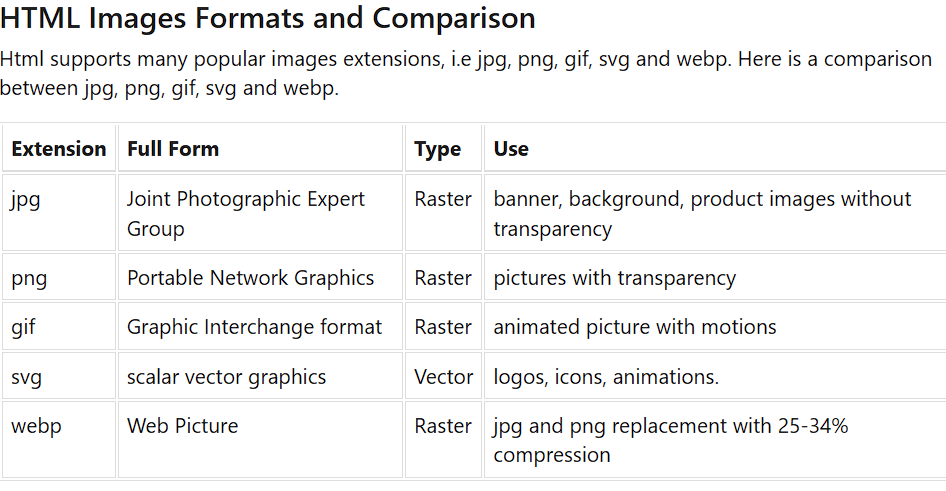 HTML Images Formats and Comparison
Html supports many popular images extensions, i.e jpg, png, gif, svg and webp. Here is a comparison
between jpg, png, gif, svg and webp.
Extension Full Form Type Use
jpg Joint Photographic Expert Raster banner, background, product images without
Group transparency
png Portable Network Graphics Raster pictures with transparency
gif Graphic Interchange format Raster animated picture with motions
svg scalar vector graphics Vector logos, icons, animations.
webp Web Picture Raster jpg and png replacement with 25-34%
compression